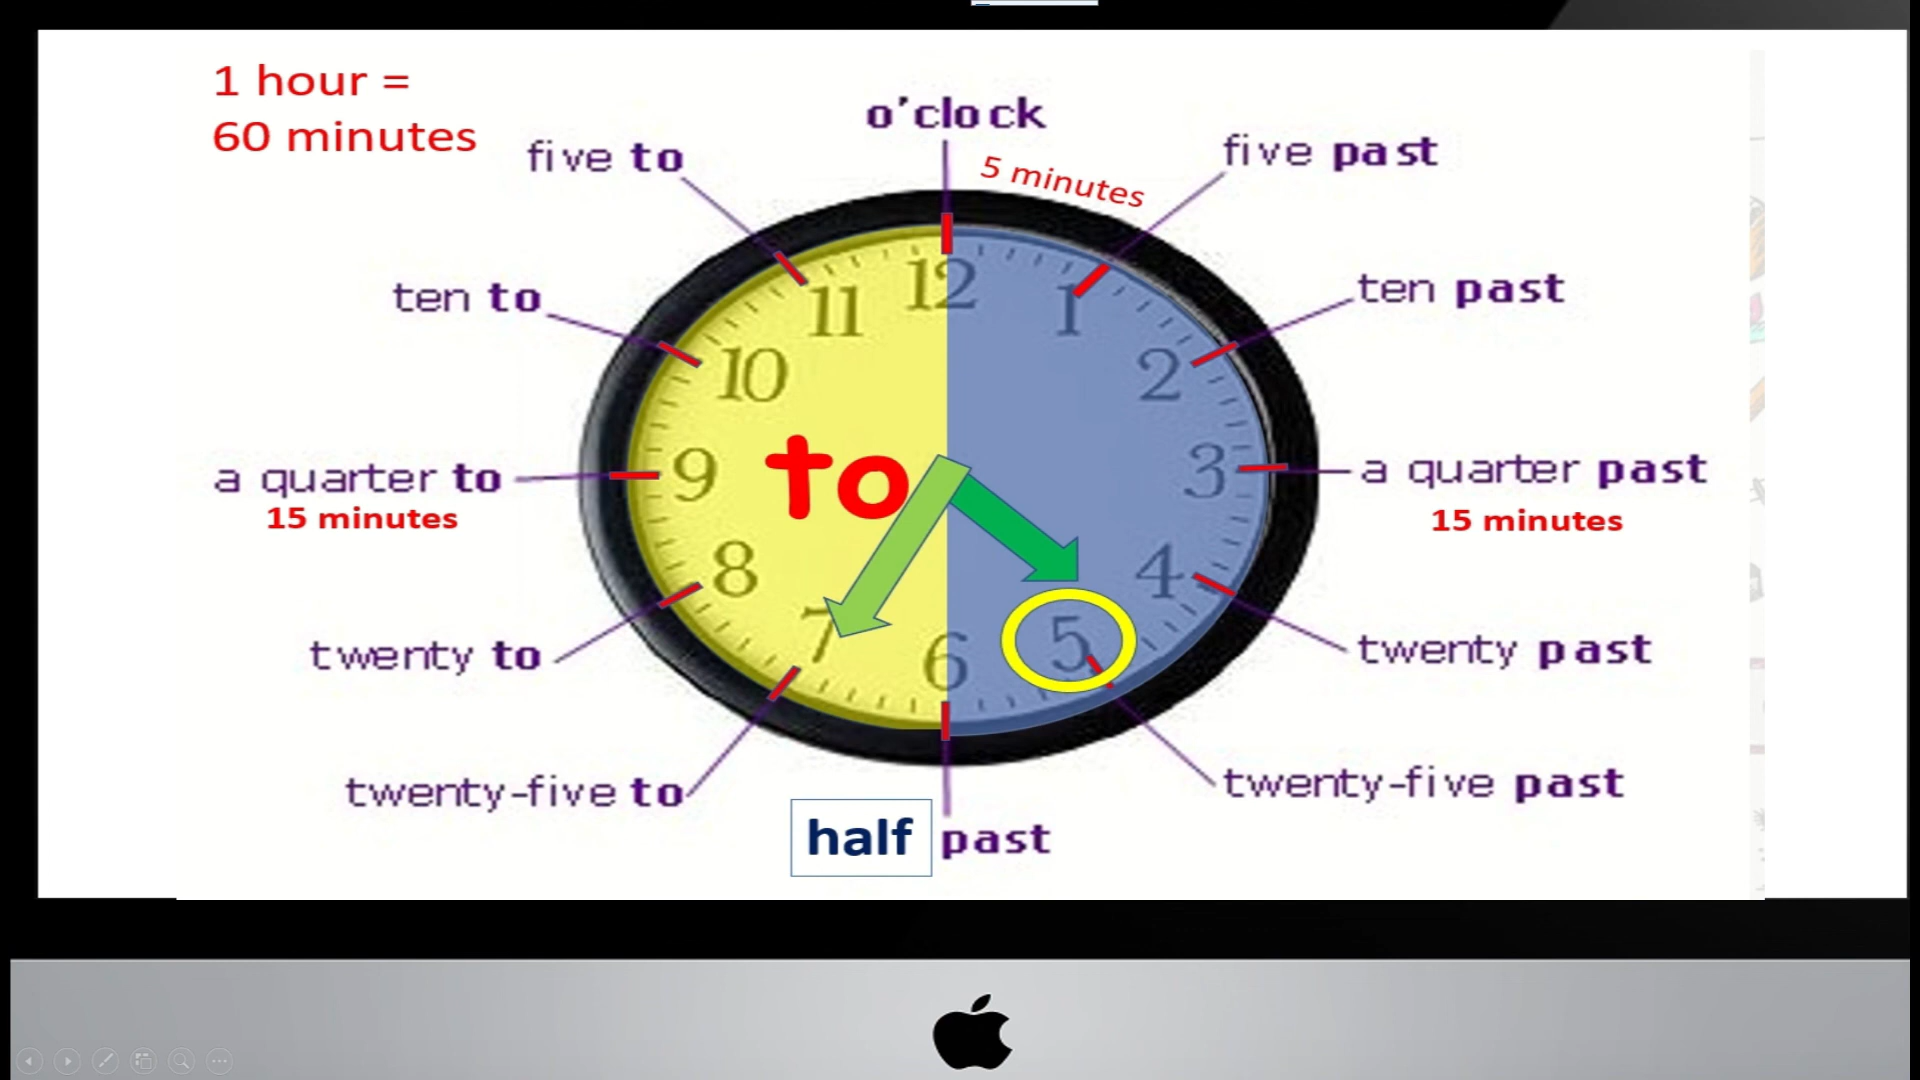 1 hour =
60 minutes
o'clock
five to
5 minutes
five past
ten to
ten past
12
11
1
10
2
9
to
3
a quarter to
15 minutes
a quarter past
15 minutes
8
4
7
6
5
twenty to
twenty past
twenty-five to
twenty-five past
half past